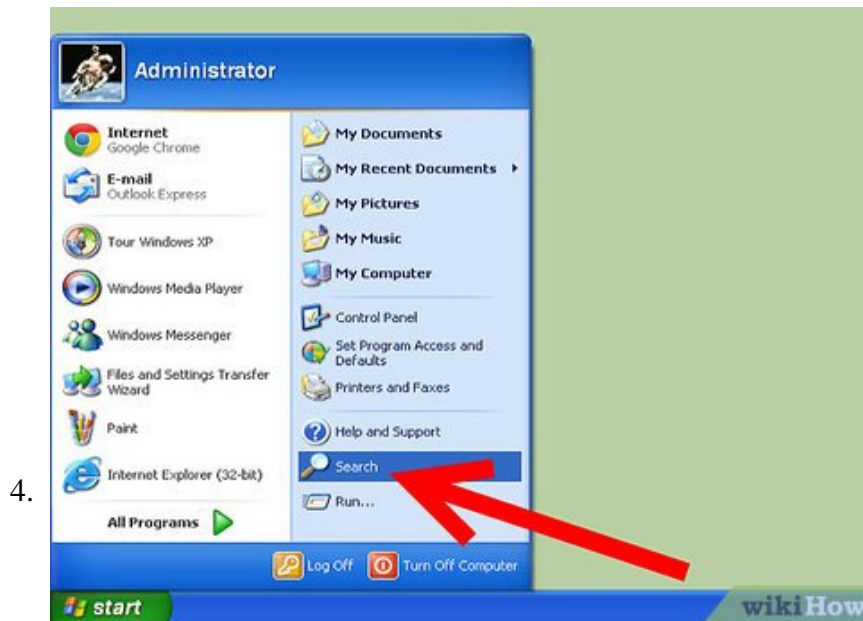 Administrator
Internet
Google Chrome
E-mail
Outlook Express
Tour Windows XP
Windows Media Player
Windows Messenger
Files and Settings Transfer
Wizard
Paint
Internet Explorer (32-bit)
All Programs
My Documents
My Recent Documents
My Pictures
My Music
My Computer
Control Panel
Set Program Access and
Defaults
Printers and Faxes
Help and Support
Search
Run...
4.
Log Off
Turn Off Computer
start
wikiHow